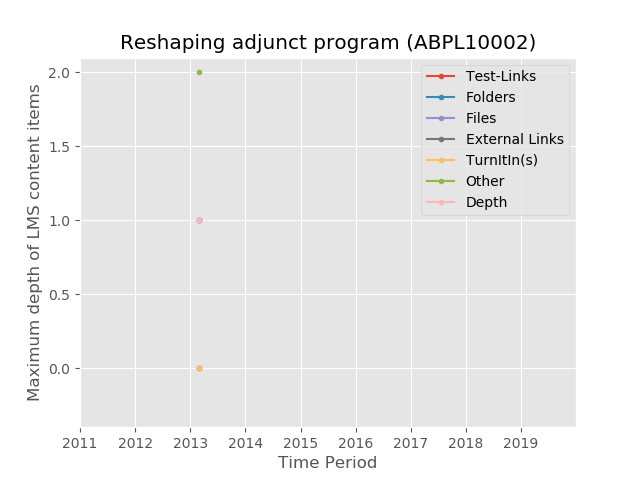 Reshaping adjunct program (ABPL10002)
Maximum depth of LMS content items
2.0
1.5
1.0
0.5
0.0
Test-Links
Folders
Files
External Links
TurnItIn(s)
Other
Depth
2011 2012 2013 2014 2015 2016 2017 2018 2019
Time Period